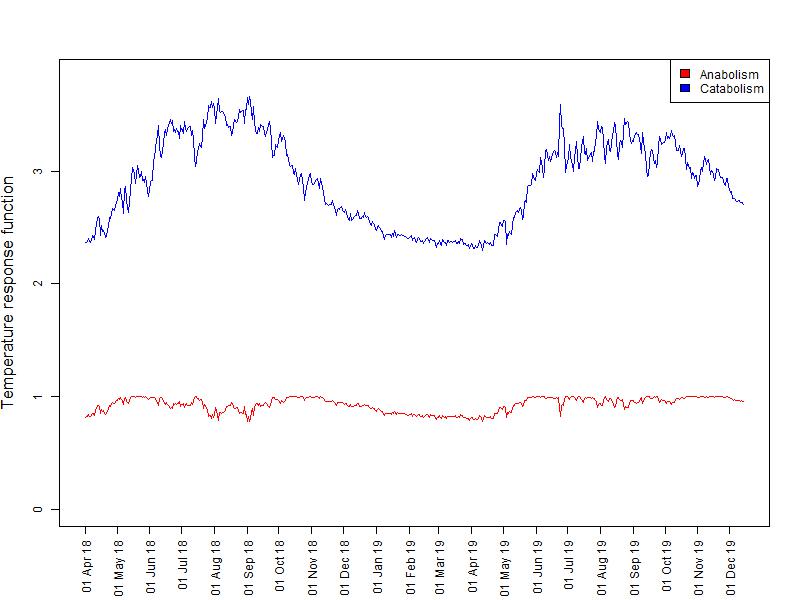 Anabolism
Catabolism
Temperature response function
3
2
1
0
01 Apr 18
01 May 18
01 Jun 18
01 Jul 18
01 Aug 18
01 Sep 18
01 Oct 18
01 Nov 18
01 Dec 18
01 Jan 19
01 Feb 19
01 Mar 19
01 Apr 19
01 May 19
01 Jun 19
01 Jul 19
01 Aug 19
01 Sep 19
01 Oct 19
01 Nov 19
01 Dec 19